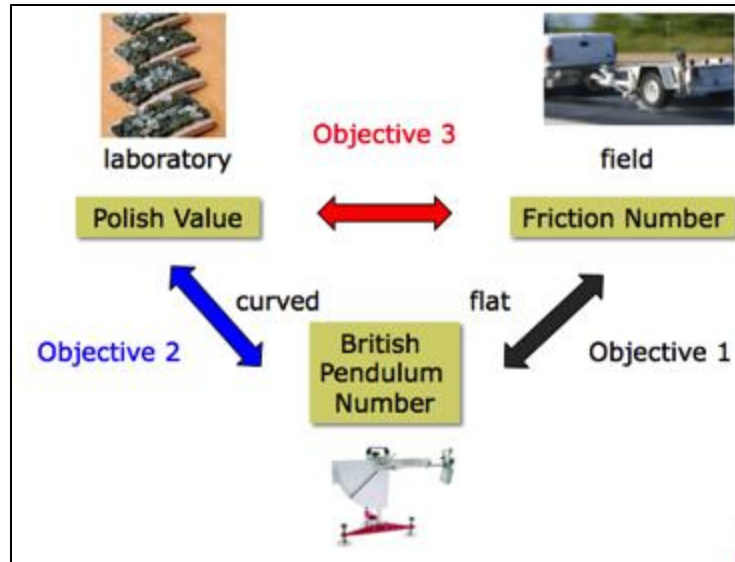 Objective 3
laboratory
field
Polish Value
Friction Number
curved
flat
Objective 2
British
Pendulum
Number
Objective 1